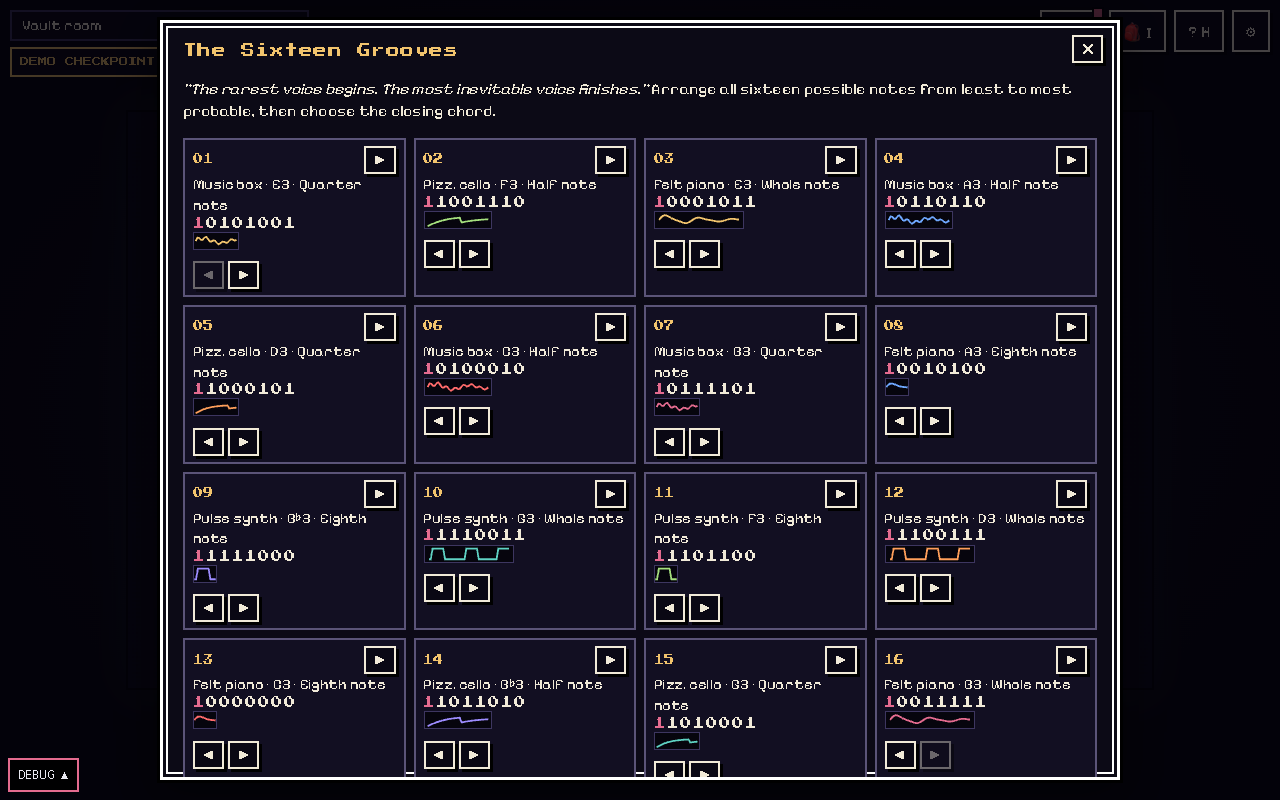 Vault room
DEMO CHECKPOINT
I
? H
The Sixteen Grooves
"The rarest voice begins. The most inevitable voice finishes." Arrange all sixteen possible notes from least to most
probable, then choose the closing chord.
01
Music box · E3 · Quarter
note
10101001
02
Pizz. cello · F3 · Half note
11001110
03
Felt piano · E3 · Whole note
10001011
04
Music box · A3 · Half note
10110110
05
Pizz. cello · D3 · Quarter
note
11000101
06
Music box · C3 · Half note
10100010
07
Music box · B3 · Quarter
note
10111101
08
Felt piano · A3 · Eighth note
10010100
09
Pulse synth · G♭3 · Eighth
note
11111000
10
Pulse synth · G3 · Whole note
11110011
11
Pulse synth · F3 · Eighth
note
11101100
12
Pulse synth · D3 · Whole note
11100111
13
Felt piano · C3 · Eighth note
10000000
14
Pizz. cello · G♭3 · Half note
11011010
15
Pizz. cello · G3 · Quarter
note
11010001
16
Felt piano · B3 · Whole note
10011111
DEBUG ▲